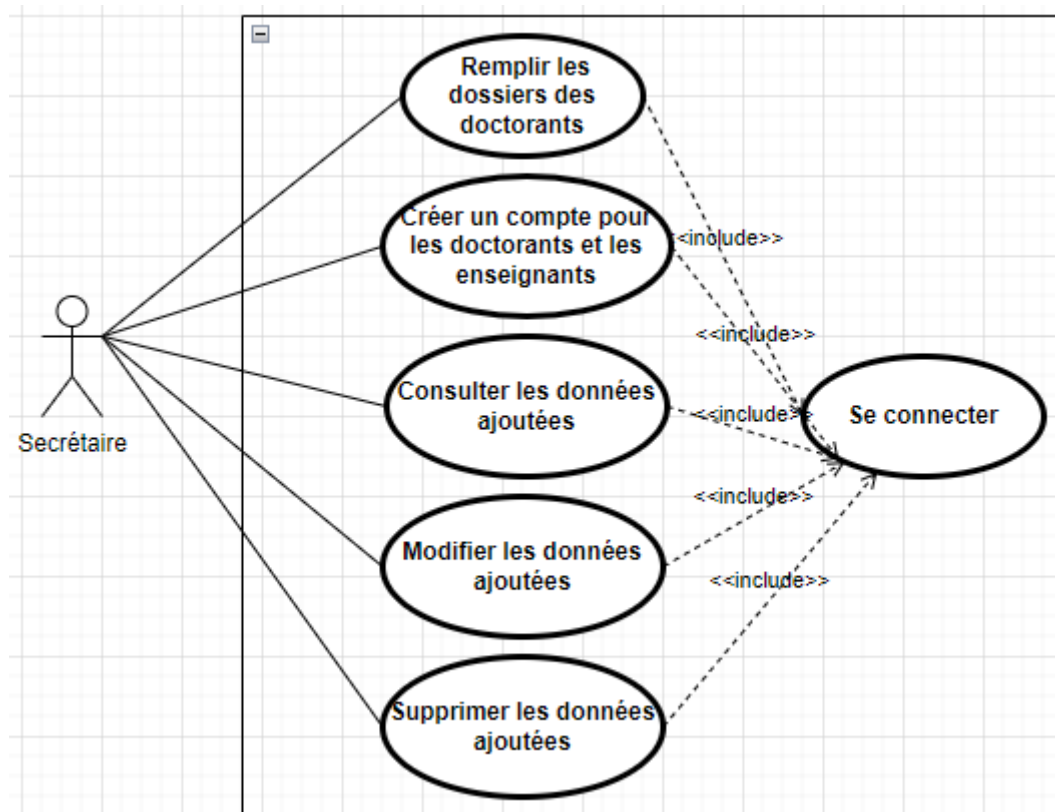 Remplir les
dossiers des
doctorants
Créer un compte pour
les doctorants et les
enseignants
<<include>>
<<include>>
Consulter les données
ajoutées
<<include>>
Se connecter
Secrétaire
<<include>>
Modifier les données
ajoutées
<<include>>
Supprimer les données
ajoutées